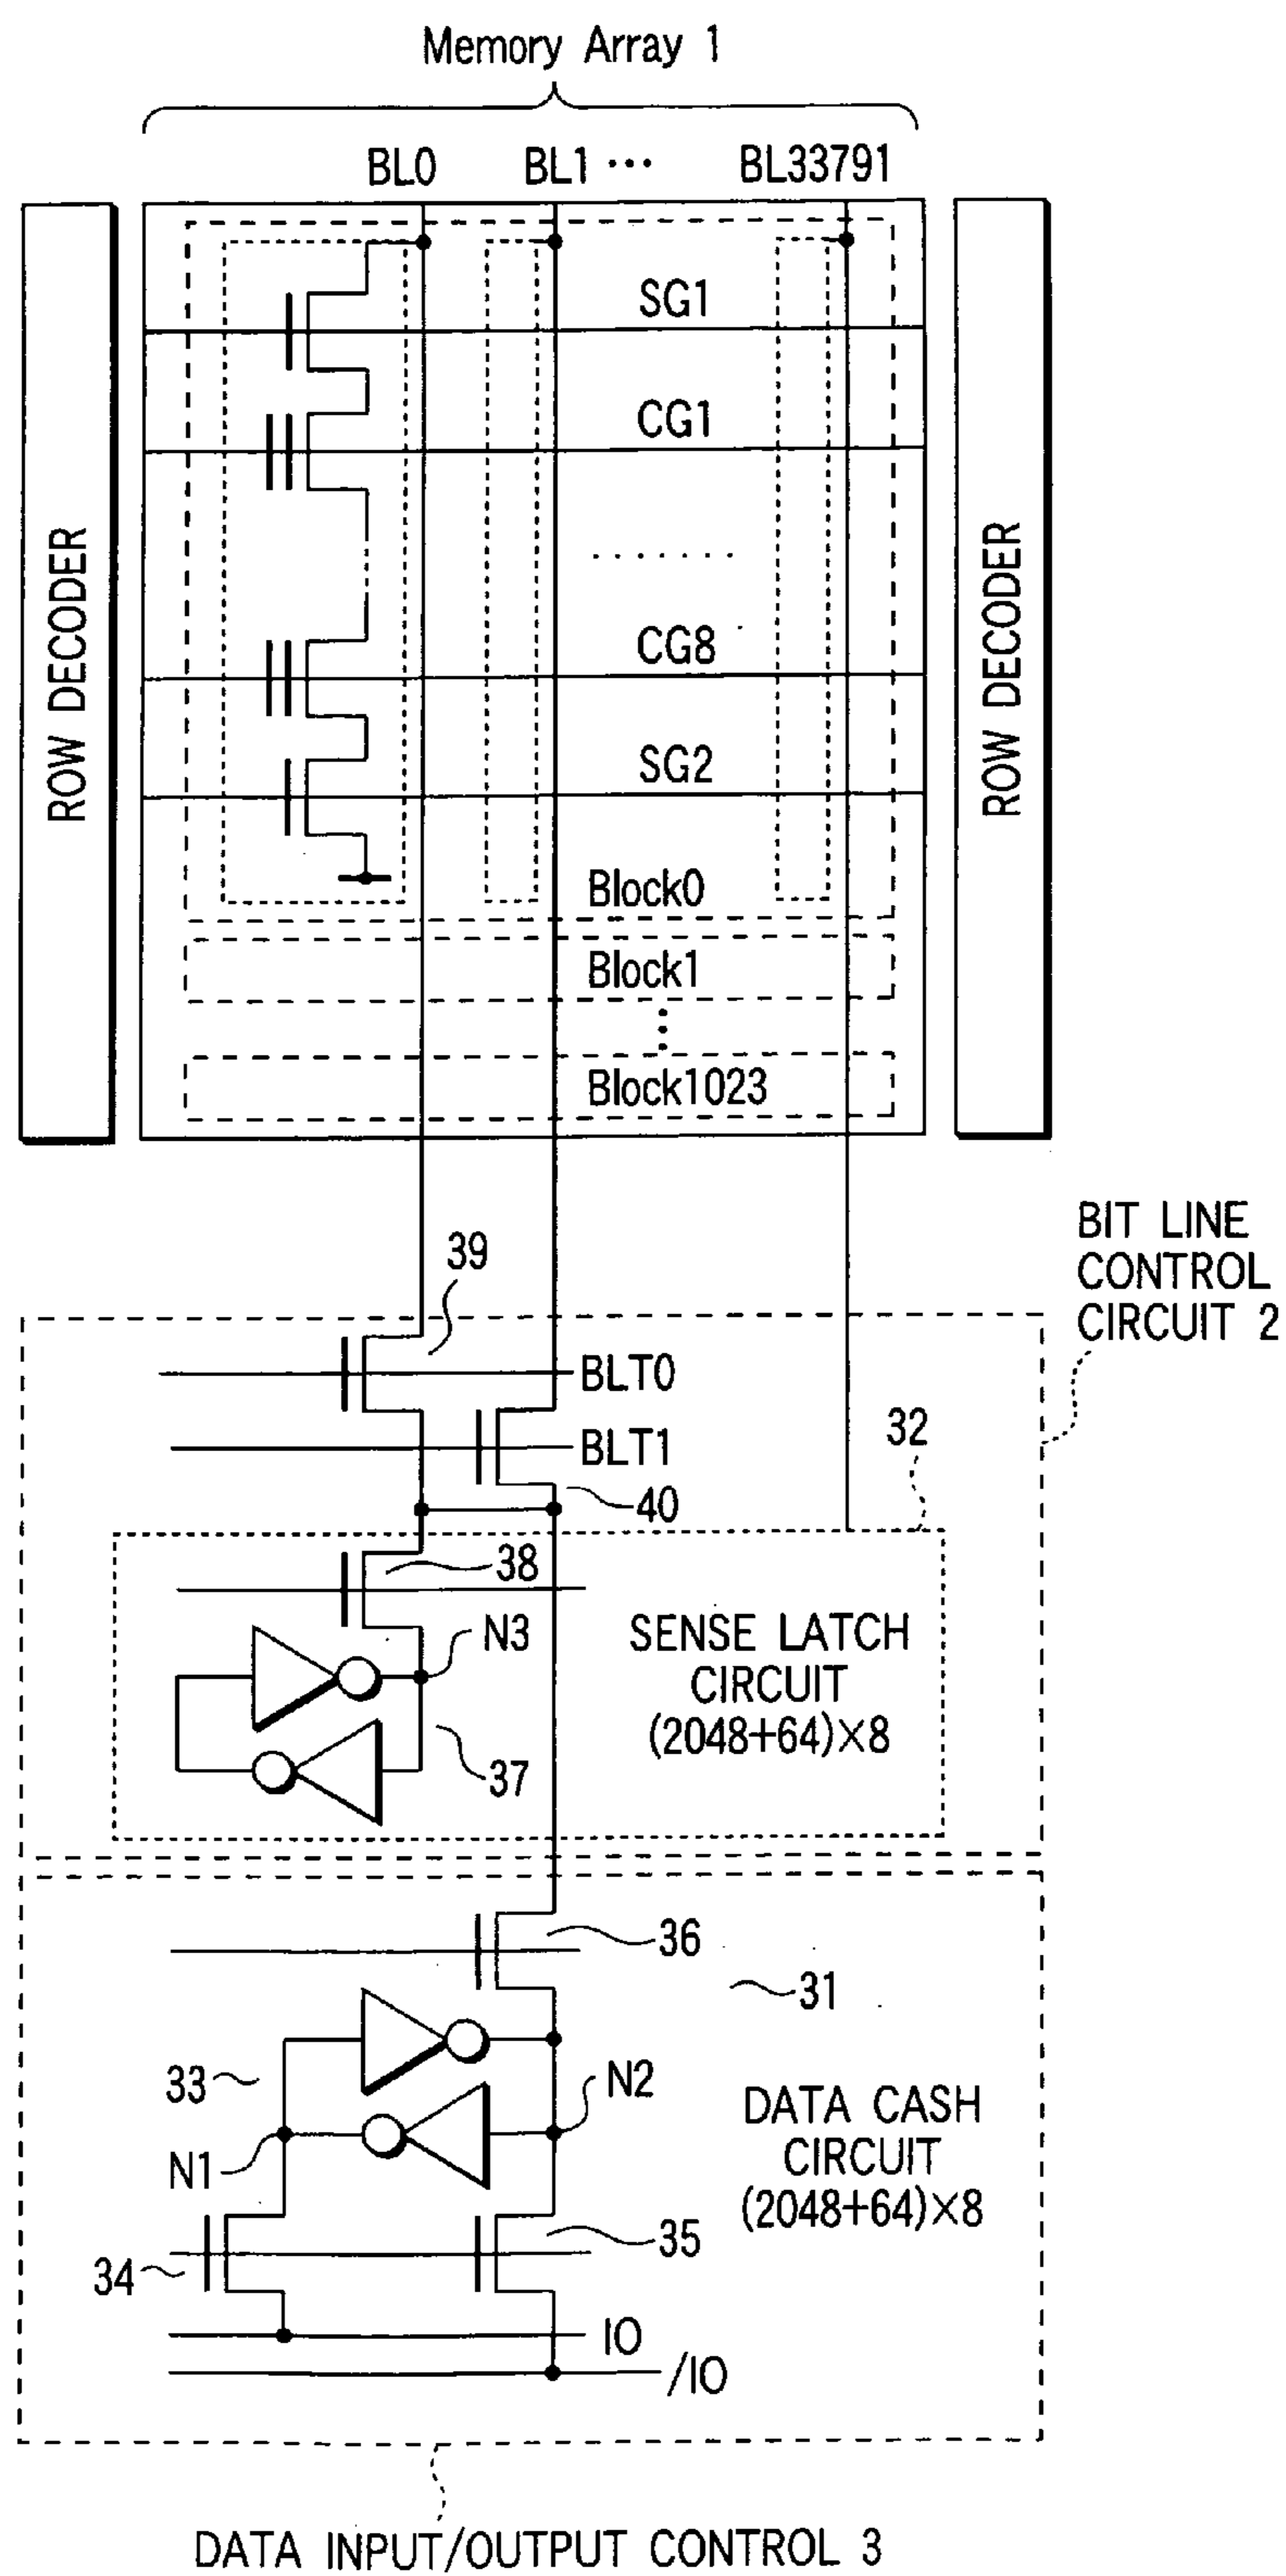 Memory Array 1
BL0 BL1 ··· BL33791
SG1
CG1
ROW DECODER
········
ROW DECODER
CG8
SG2
Block0
Block1
Block1023
BIT LINE
CONTROL
CIRCUIT 2
39
BLT0
32
BLT1
40
38
N3
SENSE LATCH
CIRCUIT
(2048+64)×8
37
36
31
33
N2
DATA CASH
CIRCUIT
(2048+64)×8
N1
35
34
IO
/IO
DATA INPUT/OUTPUT CONTROL 3